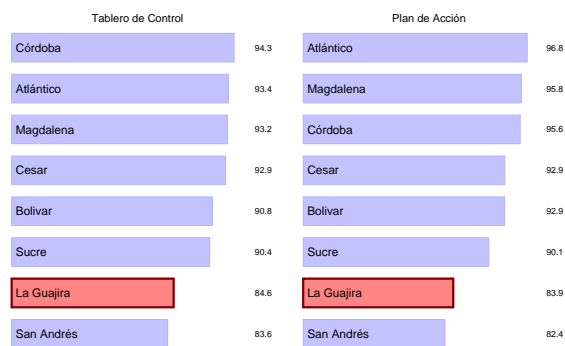 Tablero de Control
Córdoba 94.3
Atlántico 93.4
Magdalena 93.2
Cesar 92.9
Bolivar 90.8
Sucre 90.4
La Guajira 84.6
San Andrés 83.6
Plan de Acción
Atlántico 96.8
Magdalena 95.8
Córdoba 95.6
Cesar 92.9
Bolivar 92.9
Sucre 90.1
La Guajira 83.9
San Andrés 82.4